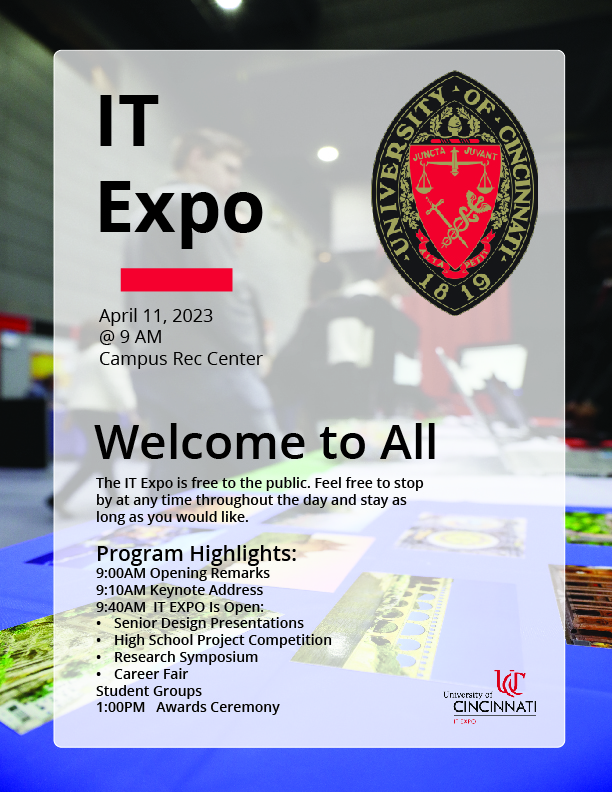 IT
Expo
UNIVERSITY OF CINCINNATI
JUNCTA JUVANT
ALTA PETIT
1819
April 11, 2023
@ 9 AM
Campus Rec Center
Welcome to All
The IT Expo is free to the public. Feel free to stop
by at any time throughout the day and stay as
long as you would like.
Program Highlights:
9:00AM Opening Remarks
9:10AM Keynote Address
9:40AM  IT EXPO Is Open:
•   Senior Design Presentations
•   High School Project Competition
•   Research Symposium
•   Career Fair
Student Groups
1:00PM   Awards Ceremony
UC
University of
CINCINNATI
IT EXPO